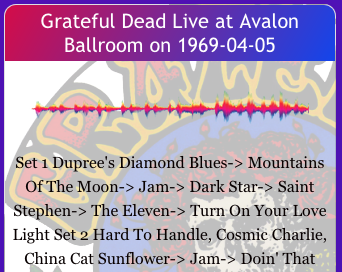 Grateful Dead Live at Avalon
Ballroom on 1969-04-05
Set 1 Dupree's Diamond Blues-> Mountains
Of The Moon-> Jam-> Dark Star-> Saint
Stephen-> The Eleven-> Turn On Your Love
Light Set 2 Hard To Handle, Cosmic Charlie,
China Cat Sunflower-> Jam-> Doin' That